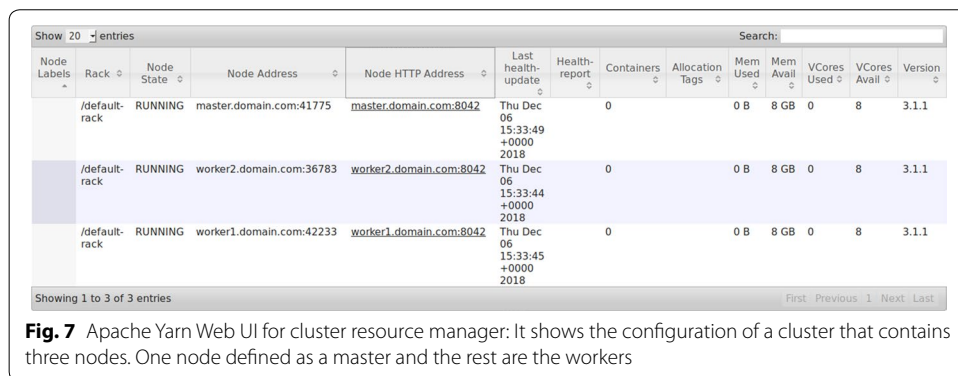 Show 20 entries Search:
Node Labels Rack Node State Node Address Node HTTP Address Last health-update Health-report Containers Allocation Tags Mem Used Mem Avail VCores Used VCores Avail Version
/default-rack RUNNING master.domain.com:41775 master.domain.com:8042 Thu Dec 06 15:33:49 +0000 2018 0 0 B 8 GB 0 8 3.1.1
/default-rack RUNNING worker2.domain.com:36783 worker2.domain.com:8042 Thu Dec 06 15:33:44 +0000 2018 0 0 B 8 GB 0 8 3.1.1
/default-rack RUNNING worker1.domain.com:42233 worker1.domain.com:8042 Thu Dec 06 15:33:45 +0000 2018 0 0 B 8 GB 0 8 3.1.1
Showing 1 to 3 of 3 entries First Previous 1 Next Last
Fig. 7 Apache Yarn Web UI for cluster resource manager: It shows the configuration of a cluster that contains
three nodes. One node defined as a master and the rest are the workers